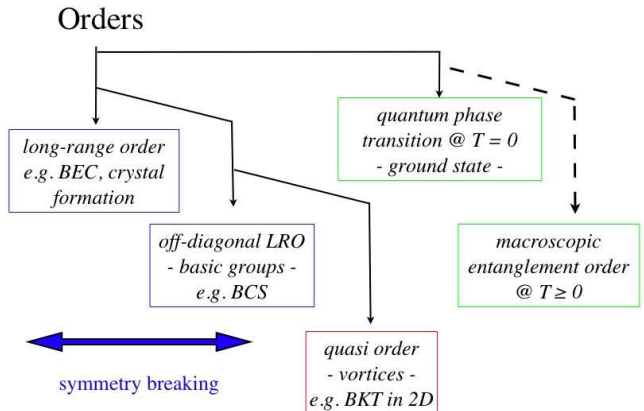 Orders
long-range order
e.g. BEC, crystal
formation
quantum phase
transition @ T = 0
- ground state -
off-diagonal LRO
- basic groups -
e.g. BCS
macroscopic
entanglement order
@ T ≥ 0
quasi order
- vortices -
e.g. BKT in 2D
symmetry breaking